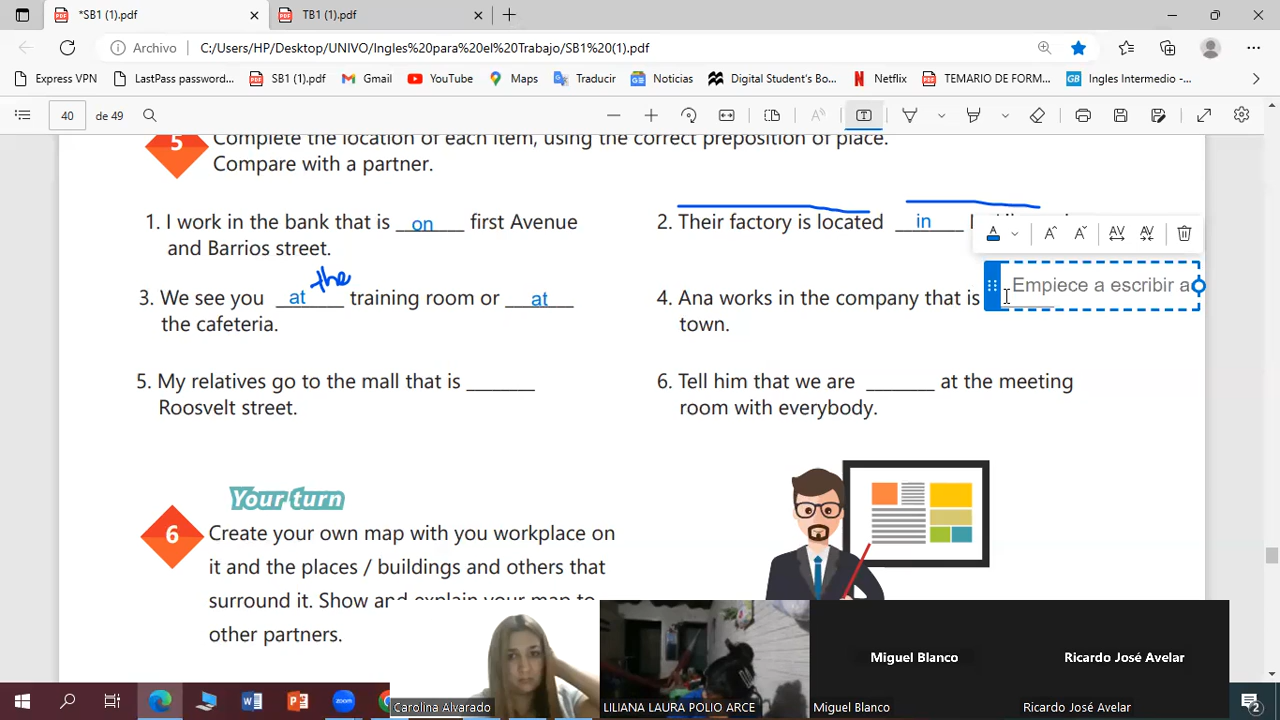 *SB1 (1).pdf
TB1 (1).pdf
Archivo
C:/Users/HP/Desktop/UNIVO/Ingles%20para%20el%20Trabajo/SB1%20(1).pdf
Express VPN
LastPass password...
SB1 (1).pdf
Gmail
YouTube
Maps
Traducir
Noticias
Digital Student's Bo...
Netflix
TEMARIO DE FORM...
Ingles Intermedio -...
40
de 49
5
Complete the location of each item, using the correct preposition of place.
Compare with a partner.
1. I work in the bank that is on first Avenue
and Barrios street.
2. Their factory is located in
3. We see you at the training room or at
the cafeteria.
4. Ana works in the company that is
Empiece a escribir a
town.
5. My relatives go to the mall that is _______
Roosvelt street.
6. Tell him that we are _______ at the meeting
room with everybody.
Your turn
6
Create your own map with you workplace on
it and the places / buildings and others that
surround it. Show and explain your map to
other partners.
Carolina Alvarado
LILIANA LAURA POLIO ARCE
Miguel Blanco
Miguel Blanco
Ricardo José Avelar
Ricardo José Avelar
2